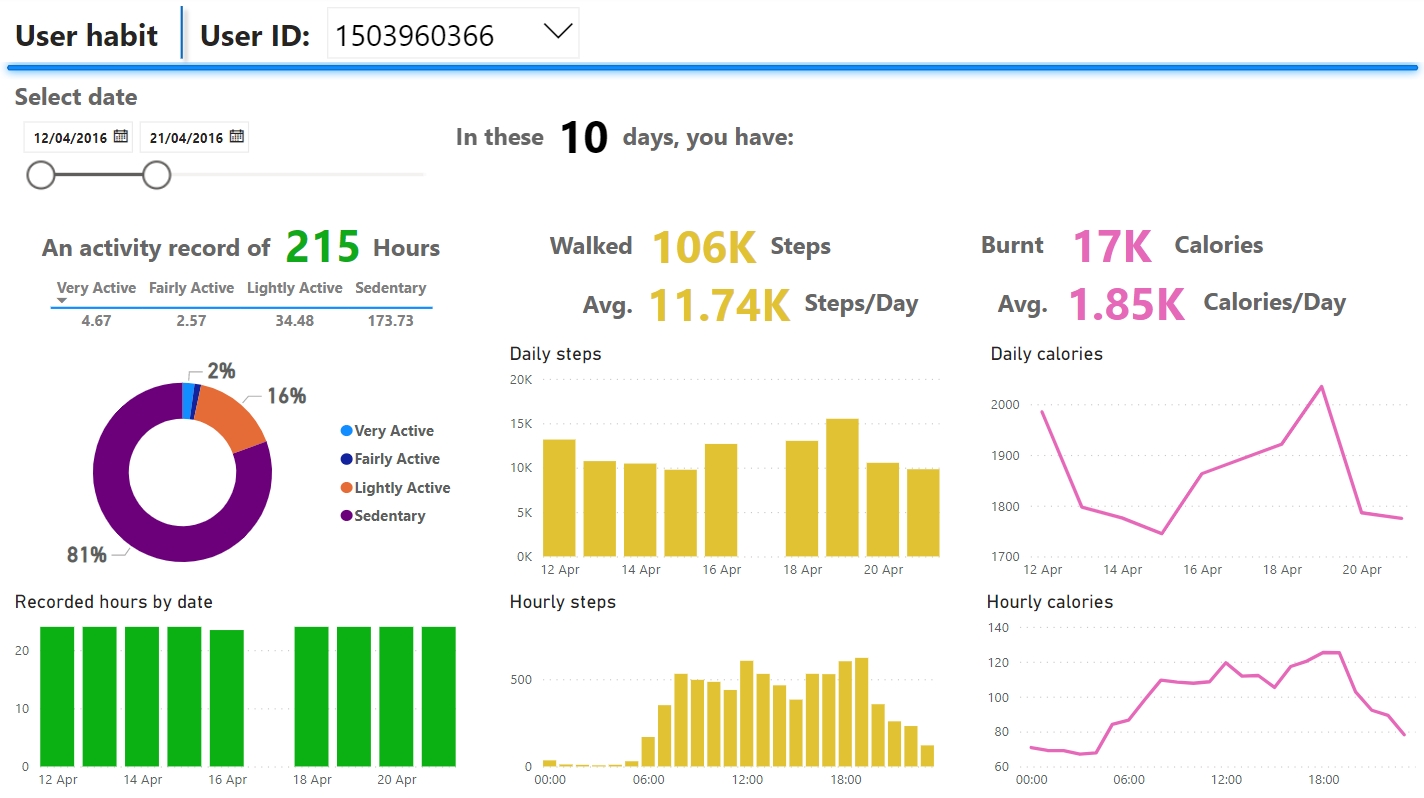 User habit User ID: 1503960366
Select date
12/04/2016 21/04/2016
In these 10 days, you have:
An activity record of 215 Hours
Very Active Fairly Active Lightly Active Sedentary
4.67 2.57 34.48 173.73
Walked 106K Steps
Avg. 11.74K Steps/Day
Burnt 17K Calories
Avg. 1.85K Calories/Day
2%
16%
81%
Very Active
Fairly Active
Lightly Active
Sedentary
Daily steps
20K
15K
10K
5K
0K
12 Apr 14 Apr 16 Apr 18 Apr 20 Apr
Daily calories
2000
1900
1800
1700
12 Apr 14 Apr 16 Apr 18 Apr 20 Apr
Recorded hours by date
20
10
0
12 Apr 14 Apr 16 Apr 18 Apr 20 Apr
Hourly steps
500
0
00:00 06:00 12:00 18:00
Hourly calories
140
120
100
80
60
00:00 06:00 12:00 18:00